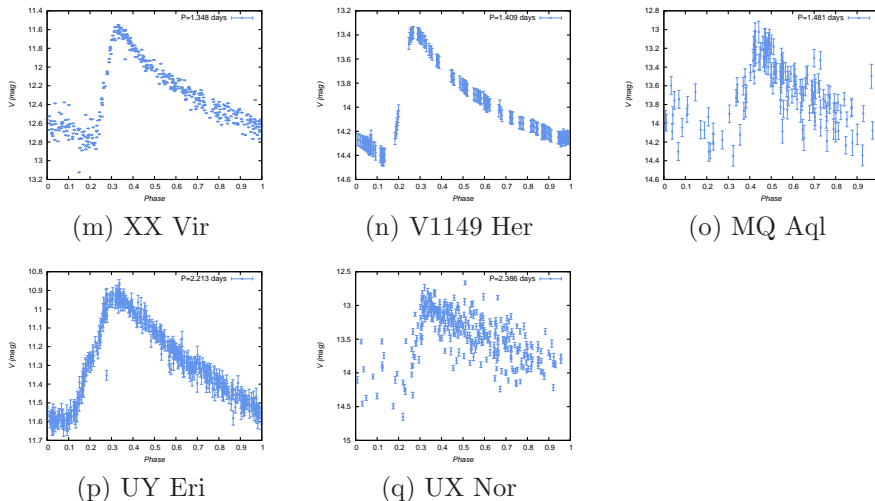 P=1.348 days
11.4
11.6
11.8
12.0
12.2
12.4
12.6
12.8
13.0
13.2
V (mag)
0 0.1 0.2 0.3 0.4 0.5 0.6 0.7 0.8 0.9 1
Phase
(m) XX Vir
P=1.409 days
13.2
13.4
13.6
13.8
14.0
14.2
14.4
14.6
V (mag)
0 0.1 0.2 0.3 0.4 0.5 0.6 0.7 0.8 0.9 1
Phase
(n) V1149 Her
P=1.481 days
12.8
13.0
13.2
13.4
13.6
13.8
14.0
14.2
14.4
14.6
V (mag)
0 0.1 0.2 0.3 0.4 0.5 0.6 0.7 0.8 0.9 1
Phase
(o) MQ Aql
P=2.213 days
10.8
10.9
11.0
11.1
11.2
11.3
11.4
11.5
11.6
11.7
V (mag)
0 0.1 0.2 0.3 0.4 0.5 0.6 0.7 0.8 0.9 1
Phase
(p) UY Eri
P=2.386 days
12.5
13
13.5
14
14.5
15
V (mag)
0 0.1 0.2 0.3 0.4 0.5 0.6 0.7 0.8 0.9 1
Phase
(q) UX Nor